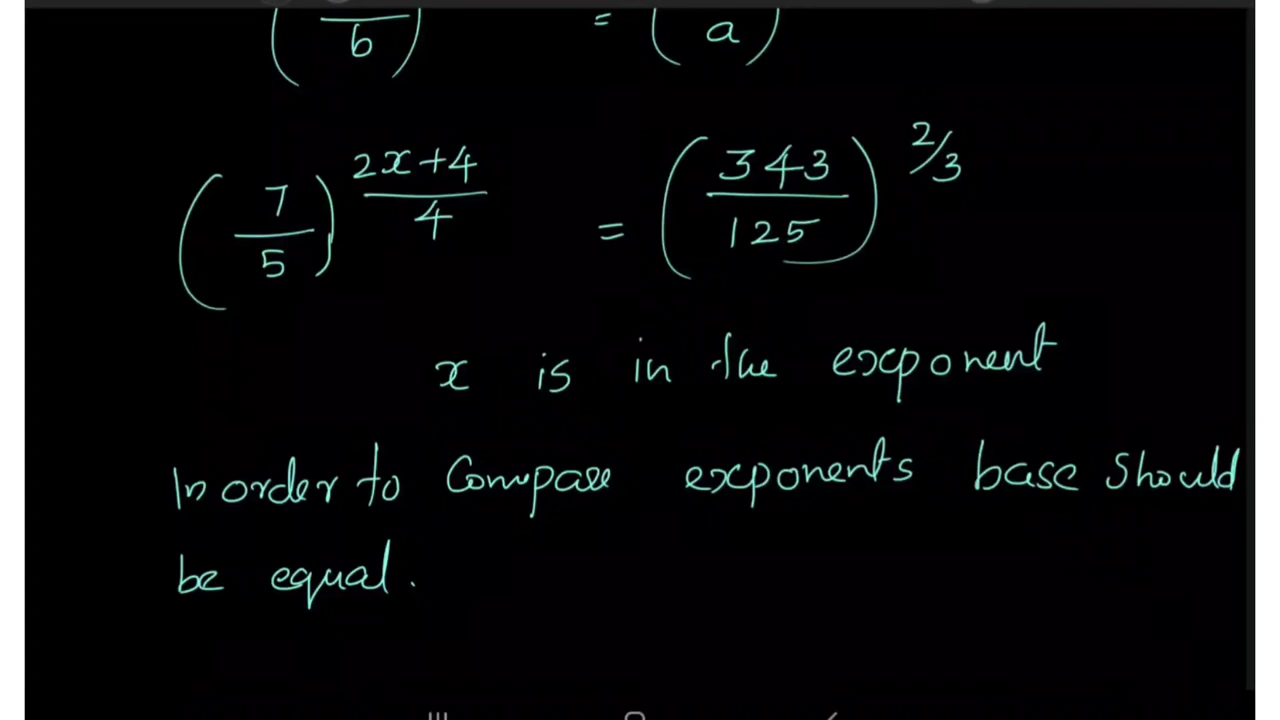 ( — / b ) = ( a )
(7/5)^((2x+4)/4) = (343/125)^(2/3)
x is in the exponent
In order to Compare exponents base Should
be equal.